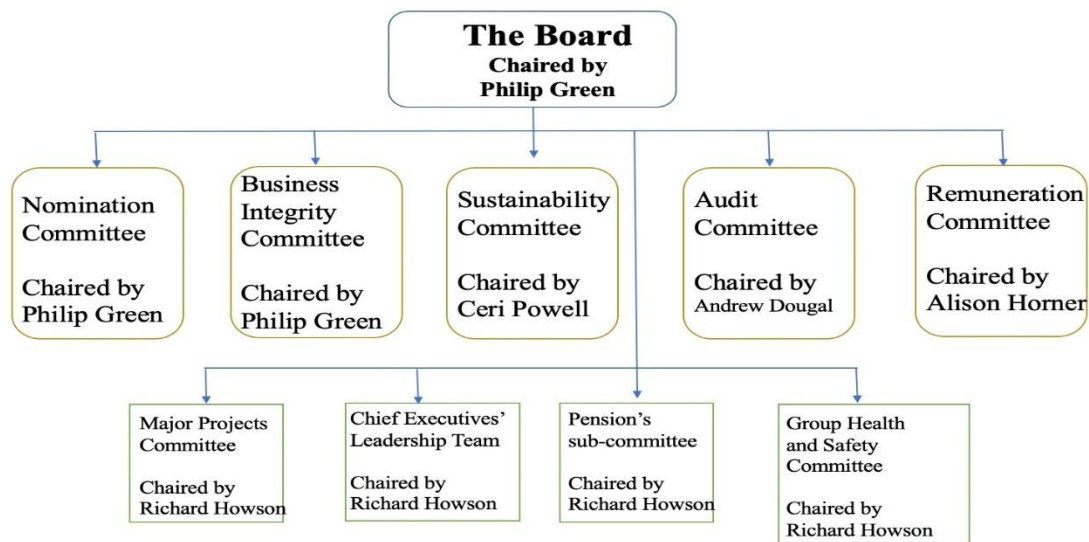 The Board
Chaired by
Philip Green
Nomination
Committee
Chaired by
Philip Green
Business
Integrity
Committee
Chaired by
Philip Green
Sustainability
Committee
Chaired by
Ceri Powell
Audit
Committee
Chaired by
Andrew Dougal
Remuneration
Committee
Chaired by
Alison Horner
Major Projects
Committee
Chaired by
Richard Howson
Chief Executives’
Leadership Team
Chaired by
Richard Howson
Pension’s
sub-committee
Chaired by
Richard Howson
Group Health
and Safety
Committee
Chaired by
Richard Howson